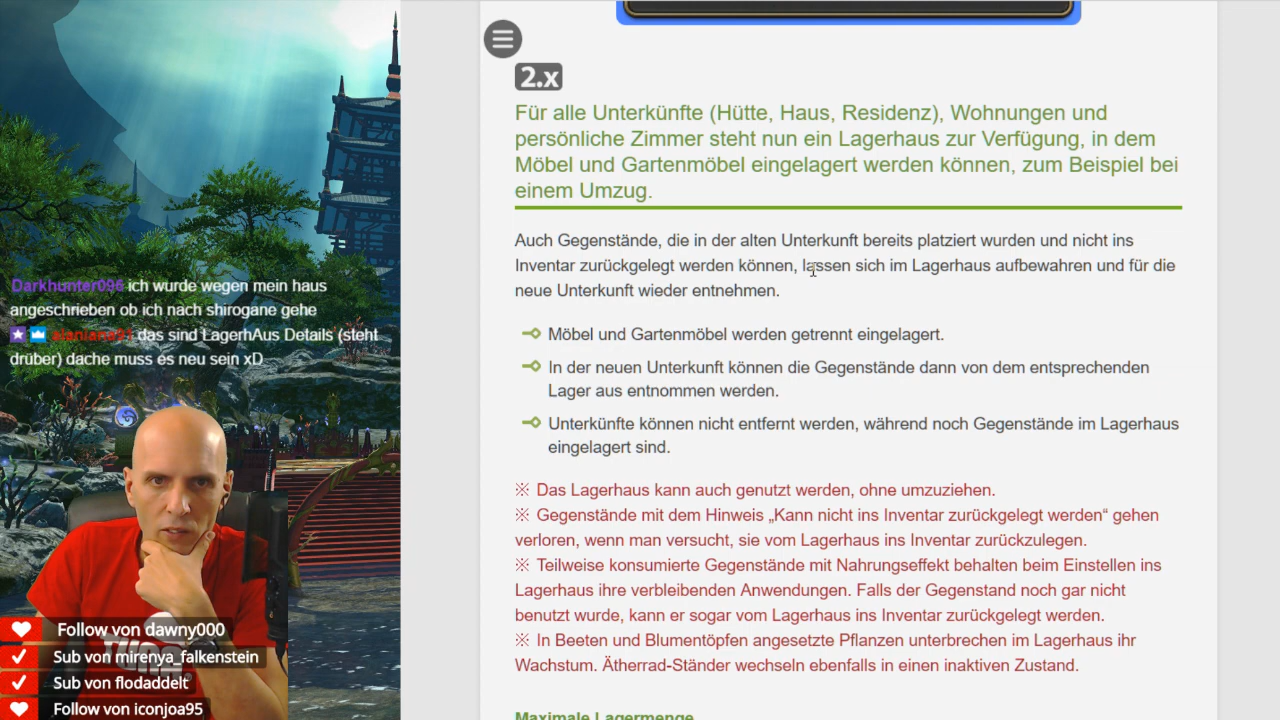 2.x
Für alle Unterkünfte (Hütte, Haus, Residenz), Wohnungen und
persönliche Zimmer steht nun ein Lagerhaus zur Verfügung, in dem
Möbel und Gartenmöbel eingelagert werden können, zum Beispiel bei
einem Umzug.
Auch Gegenstände, die in der alten Unterkunft bereits platziert wurden und nicht ins
Inventar zurückgelegt werden können, lassen sich im Lagerhaus aufbewahren und für die
neue Unterkunft wieder entnehmen.
Möbel und Gartenmöbel werden getrennt eingelagert.
In der neuen Unterkunft können die Gegenstände dann von dem entsprechenden
Lager aus entnommen werden.
Unterkünfte können nicht entfernt werden, während noch Gegenstände im Lagerhaus
eingelagert sind.
※ Das Lagerhaus kann auch genutzt werden, ohne umzuziehen.
※ Gegenstände mit dem Hinweis „Kann nicht ins Inventar zurückgelegt werden“ gehen
verloren, wenn man versucht, sie vom Lagerhaus ins Inventar zurückzulegen.
※ Teilweise konsumierte Gegenstände mit Nahrungseffekt behalten beim Einstellen ins
Lagerhaus ihre verbleibenden Anwendungen. Falls der Gegenstand noch gar nicht
benutzt wurde, kann er sogar vom Lagerhaus ins Inventar zurückgelegt werden.
※ In Beeten und Blumentöpfen angesetzte Pflanzen unterbrechen im Lagerhaus ihr
Wachstum. Ätherrad-Ständer wechseln ebenfalls in einen inaktiven Zustand.
Maximale Lagermenge
Darkhunter096 ich wurde wegen mein haus
angeschrieben ob ich nach shirogane gehe
das sind LagerhAus Details (steht
drüber) dache muss es neu sein xD
Follow von dawny000
Sub von mirenya_falkenstein
Sub von flodaddelt
Follow von iconjoa95